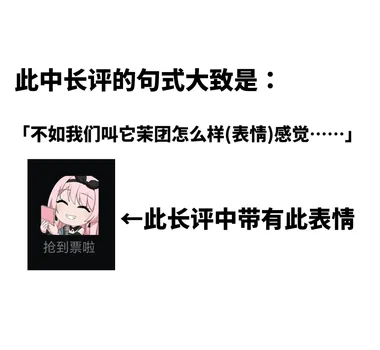 此中长评的句式大致是：
「不如我们叫它茉团怎么样(表情)感觉……」
←此长评中带有此表情
抢到票啦